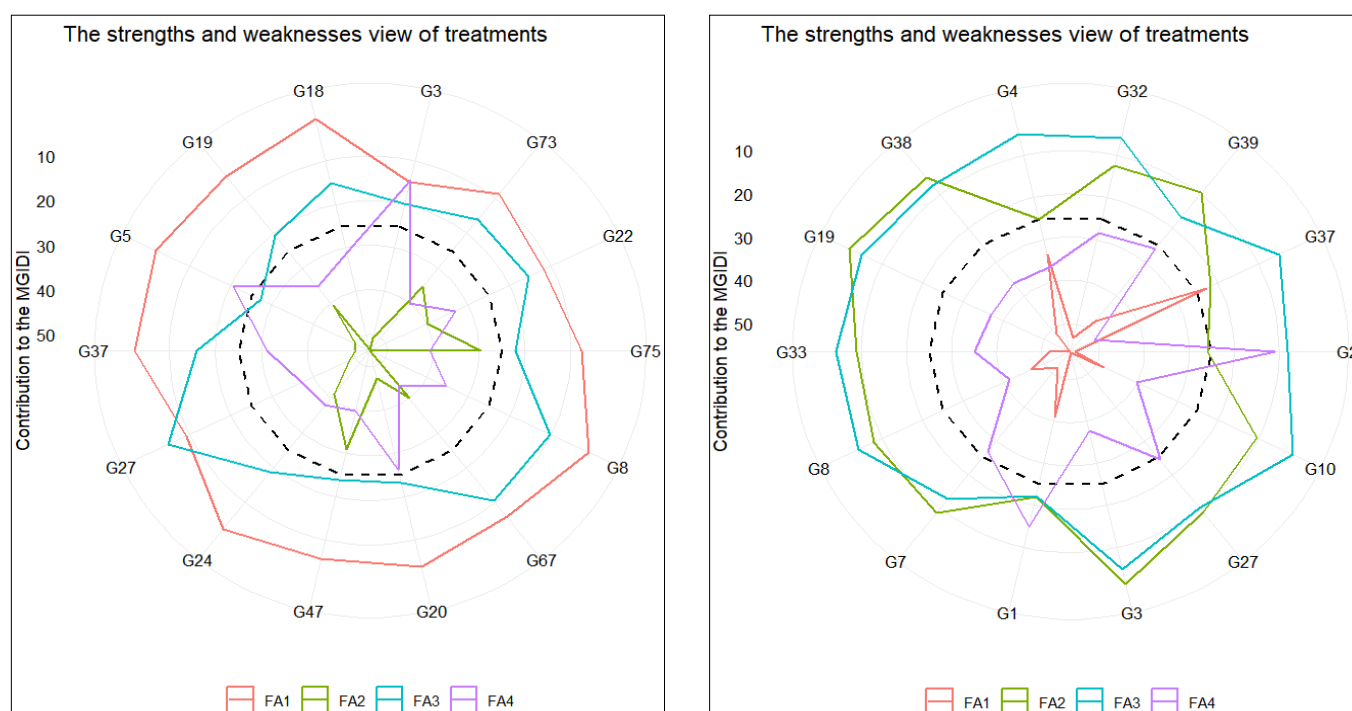 The strengths and weaknesses view of treatments
G18
G3
G19
G73
10
20
G5
G22
30
40
50
G37
G75
Contribution to the MGIDI
G27
G8
G24
G67
G47
G20
FA1 FA2 FA3 FA4
The strengths and weaknesses view of treatments
G4
G32
G38
G39
10
20
G19
G37
30
40
50
G33
G2
Contribution to the MGIDI
G8
G10
G7
G27
G1
G3
FA1 FA2 FA3 FA4